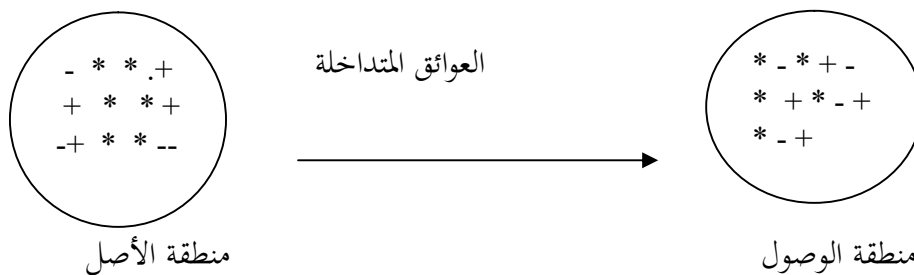 - * * .+
+ * * +
-+ * * --
العوائق المتداخلة
* - * + -
* + * - +
* - +
منطقة الأصل
منطقة الوصول